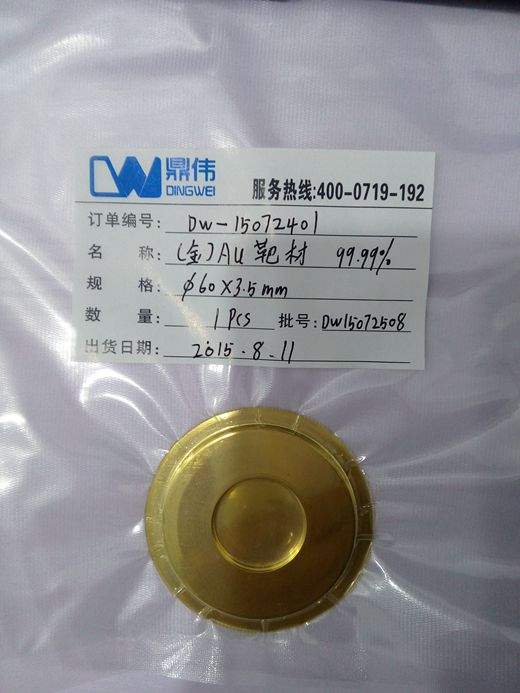 鼎伟
DINGWEI
服务热线:400-0719-192
订单编号: DW-15072401
名 称: (金)AU 靶材 99.99%
规 格: φ60×3.5mm
数 量: 1 Pcs 批号: DW15072508
出货日期: 2015.8.11